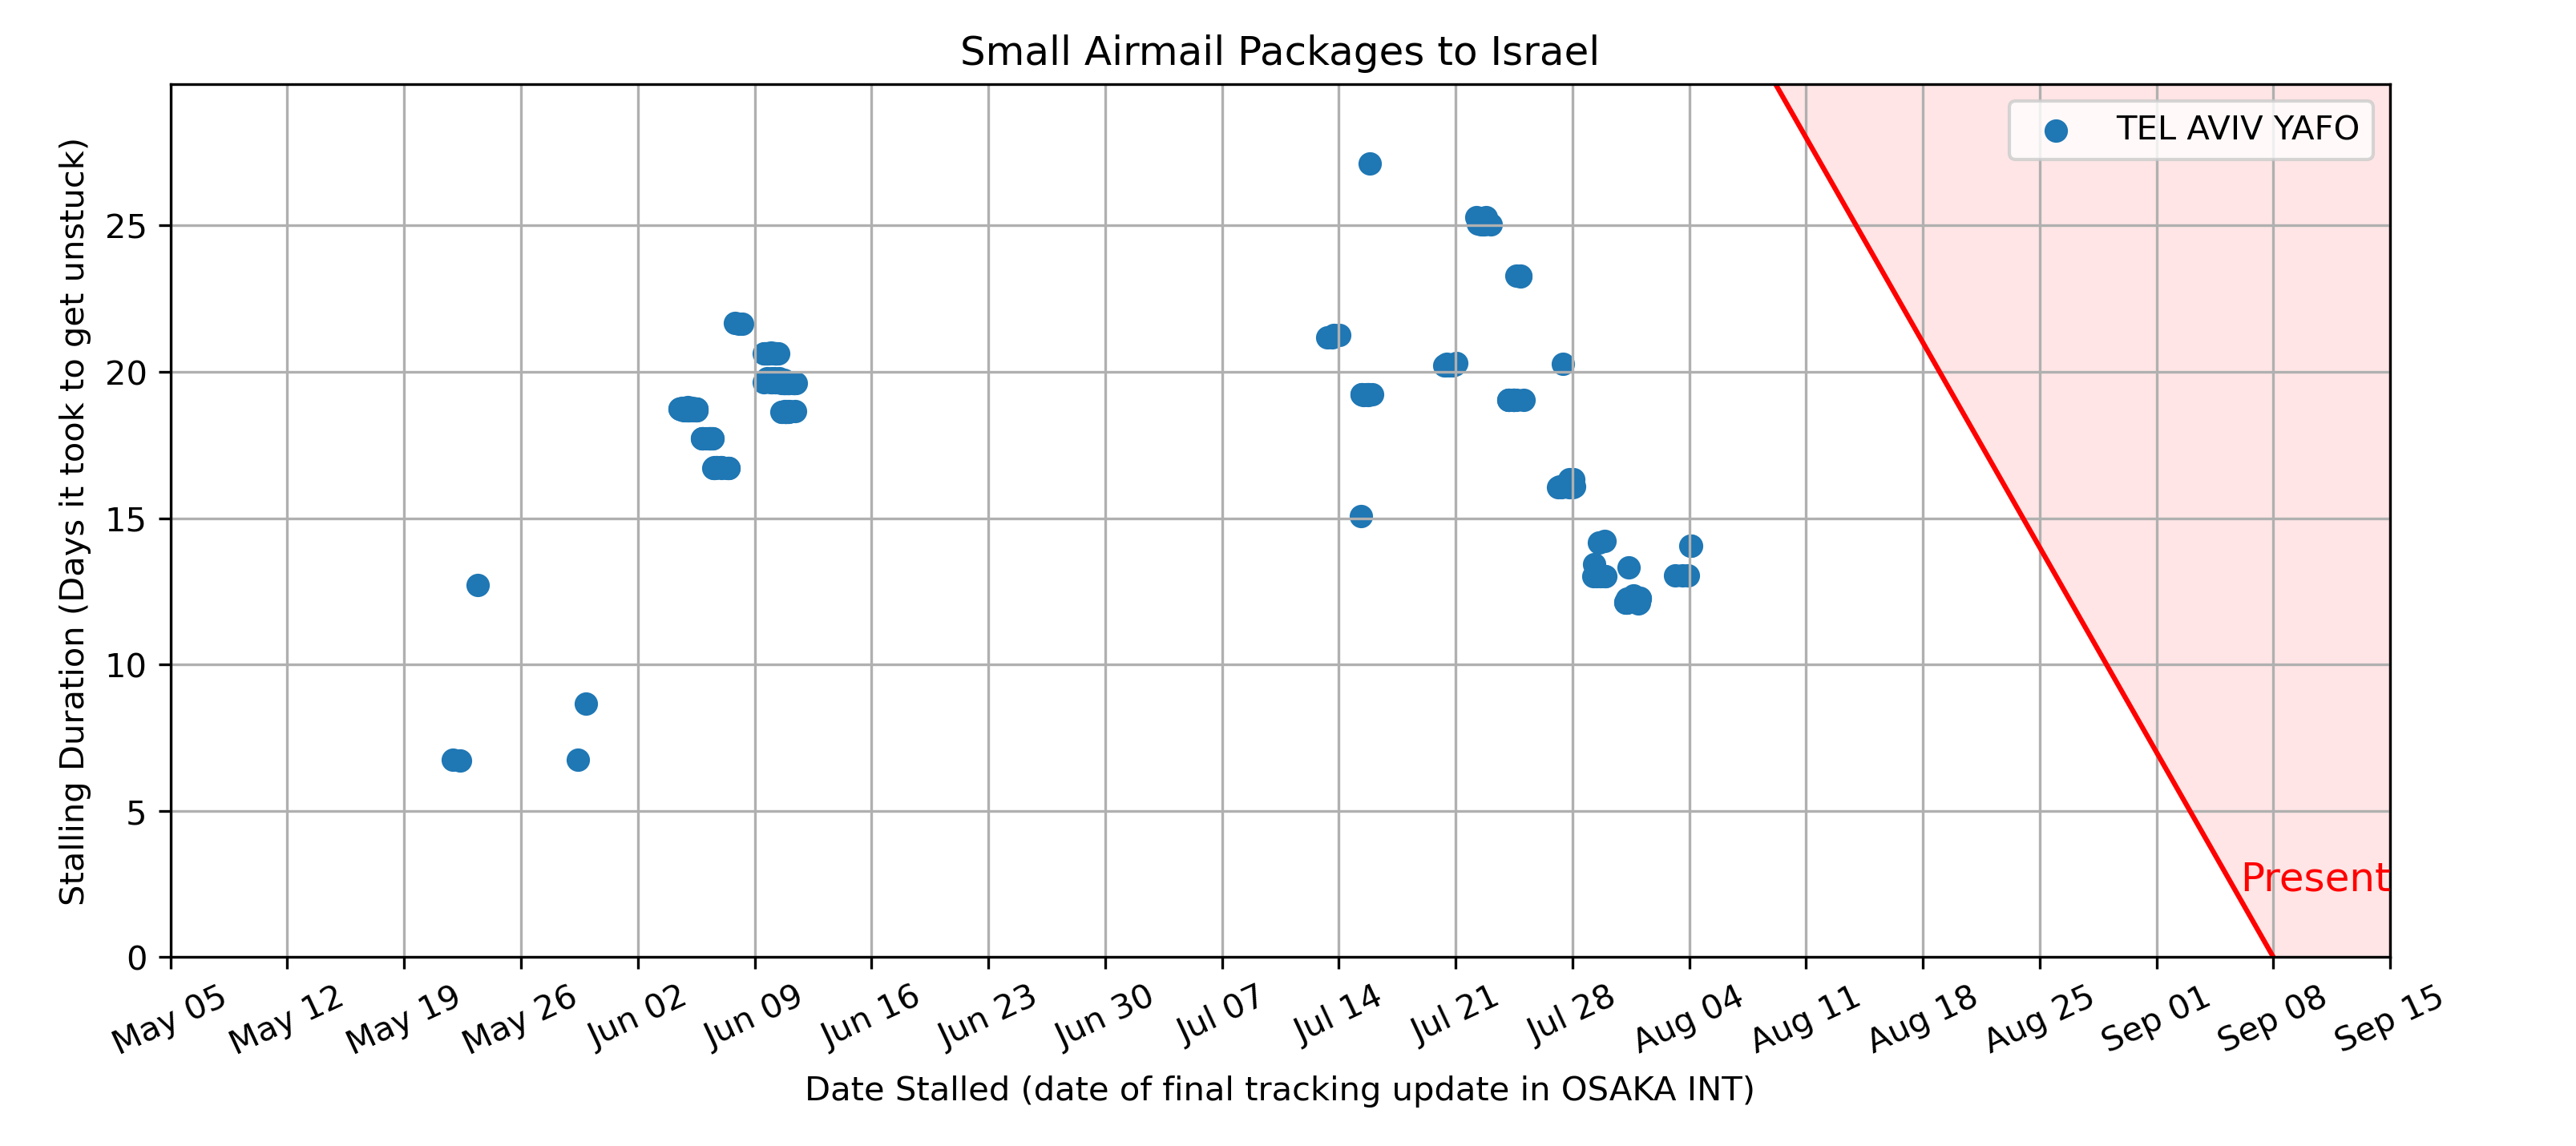 Small Airmail Packages to Israel
TEL AVIV YAFO
Stalling Duration (Days it took to get unstuck)
25
20
15
10
5
0
Present
May 05
May 12
May 19
May 26
Jun 02
Jun 09
Jun 16
Jun 23
Jun 30
Jul 07
Jul 14
Jul 21
Jul 28
Aug 04
Aug 11
Aug 18
Aug 25
Sep 01
Sep 08
Sep 15
Date Stalled (date of final tracking update in OSAKA INT)